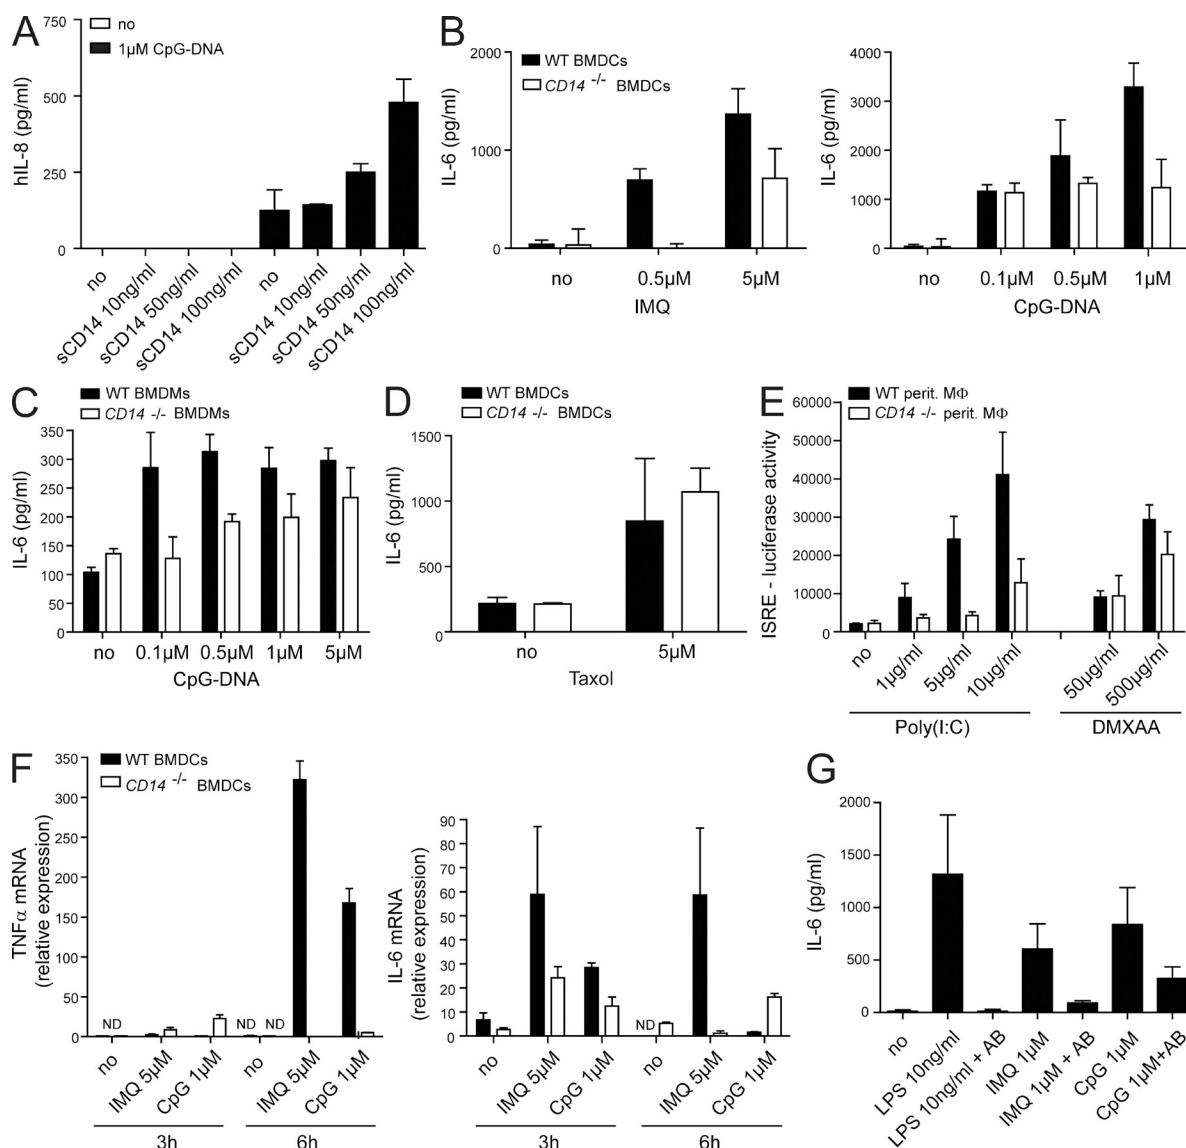 A
750
500
250
0
hIL-8 (pg/ml)
no
1µM CpG-DNA
no
sCD14 10ng/ml
sCD14 50ng/ml
sCD14 100ng/ml
no
sCD14 10ng/ml
sCD14 50ng/ml
sCD14 100ng/ml
B
2000
1000
0
IL-6 (pg/ml)
WT BMDCs
CD14 -/- BMDCs
no
0.5µM
5µM
IMQ
4000
3000
2000
1000
0
IL-6 (pg/ml)
no
0.1µM
0.5µM
1µM
CpG-DNA
C
WT BMDMs
CD14 -/- BMDMs
350
300
250
200
150
100
50
0
IL-6 (pg/ml)
no
0.1µM
0.5µM
1µM
5µM
CpG-DNA
D
WT BMDCs
CD14 -/- BMDCs
1500
1000
500
0
IL-6 (pg/ml)
no
5µM
Taxol
E
WT perit. MΦ
CD14 -/- perit. MΦ
60000
50000
40000
30000
20000
10000
0
ISRE - luciferase activity
no
1µg/ml
5µg/ml
10µg/ml
50µg/ml
500µg/ml
Poly(I:C)
DMXAA
F
WT BMDCs
CD14 -/- BMDCs
350
300
250
200
150
100
50
0
TNFα mRNA
(relative expression)
ND
ND
ND
no
IMQ 5µM
CpG 1µM
no
IMQ 5µM
CpG 1µM
3h
6h
90
80
70
60
50
40
30
20
10
0
IL-6 mRNA
(relative expression)
ND
no
IMQ 5µM
CpG 1µM
no
IMQ 5µM
CpG 1µM
3h
6h
G
2000
1500
1000
500
0
IL-6 (pg/ml)
no
LPS 10ng/ml
LPS 10ng/ml + AB
IMQ 1µM
IMQ 1µM + AB
CpG 1µM
CpG 1µM+AB